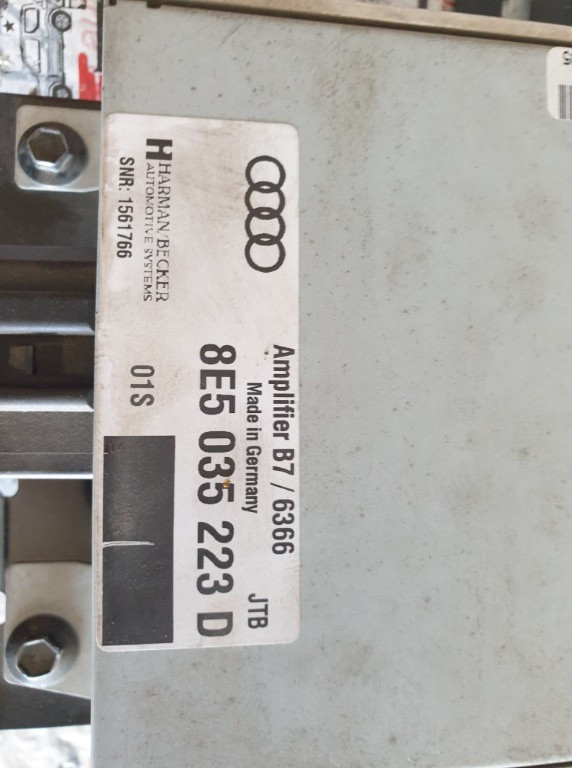 Amplifier B7 / 6366
Made in Germany
JTB
8E5 035 223 D
HARMAN/BECKER
AUTOMOTIVE SYSTEMS
SNR: 1561766
01S